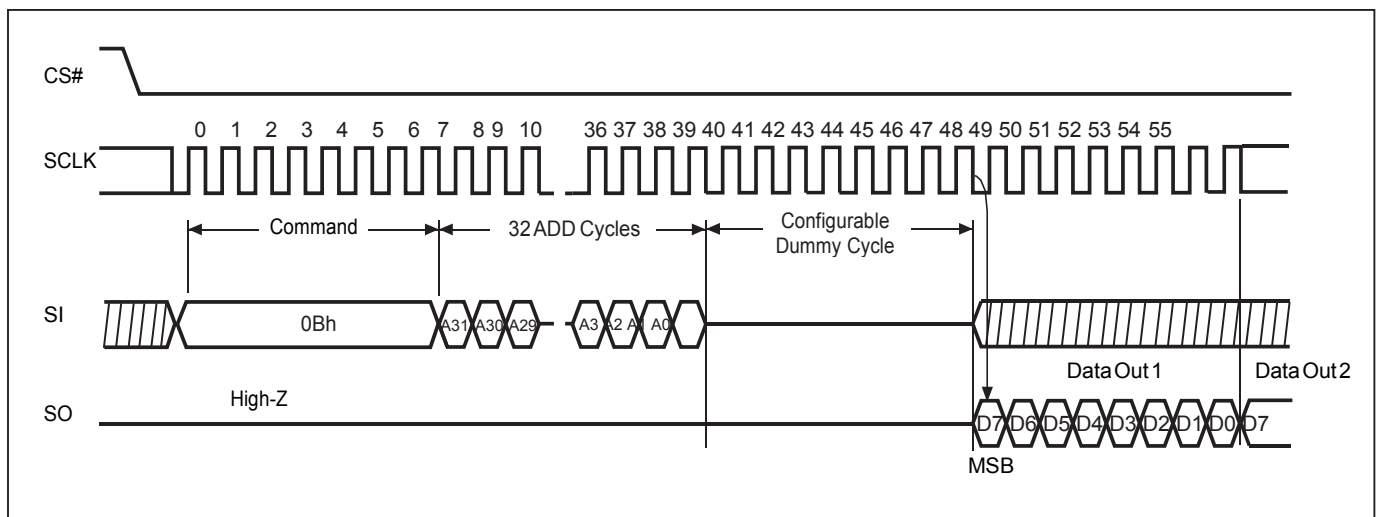 CS#
0 1 2 3 4 5 6 7 8 9 10 36 37 38 39 40 41 42 43 44 45 46 47 48 49 50 51 52 53 54 55
SCLK
Command 32 ADD Cycles Configurable
Dummy Cycle
SI 0Bh A31 A30 A29 A3 A2 A1 A0
Data Out 1 Data Out 2
High-Z
SO D7 D6 D5 D4 D3 D2 D1 D0 D7
MSB